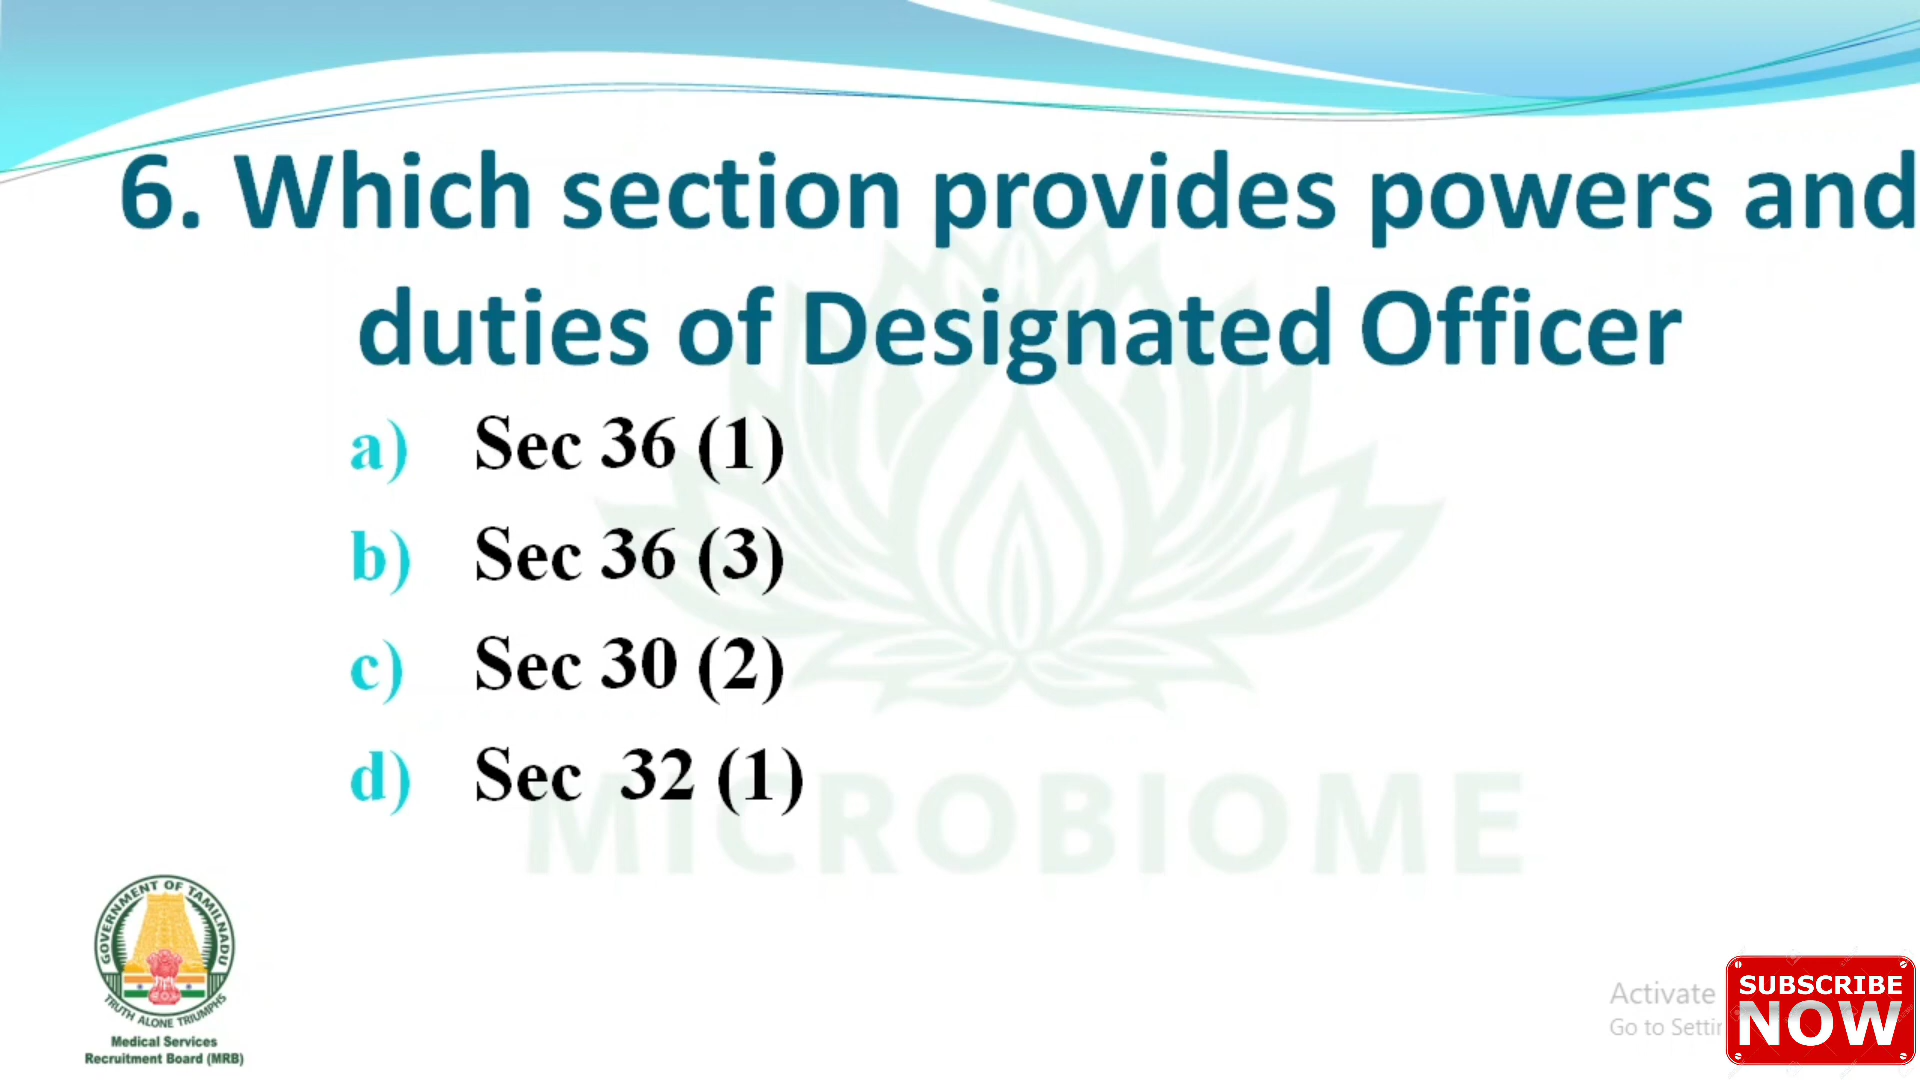 6. Which section provides powers and
duties of Designated Officer
a) Sec 36 (1)
b) Sec 36 (3)
c) Sec 30 (2)
d) Sec 32 (1)
MICROBIOME
GOVERNMENT OF TAMILNADU
TRUTH ALONE TRIUMPHS
Medical Services
Recruitment Board (MRB)
Activate
Go to Settin
SUBSCRIBE
NOW